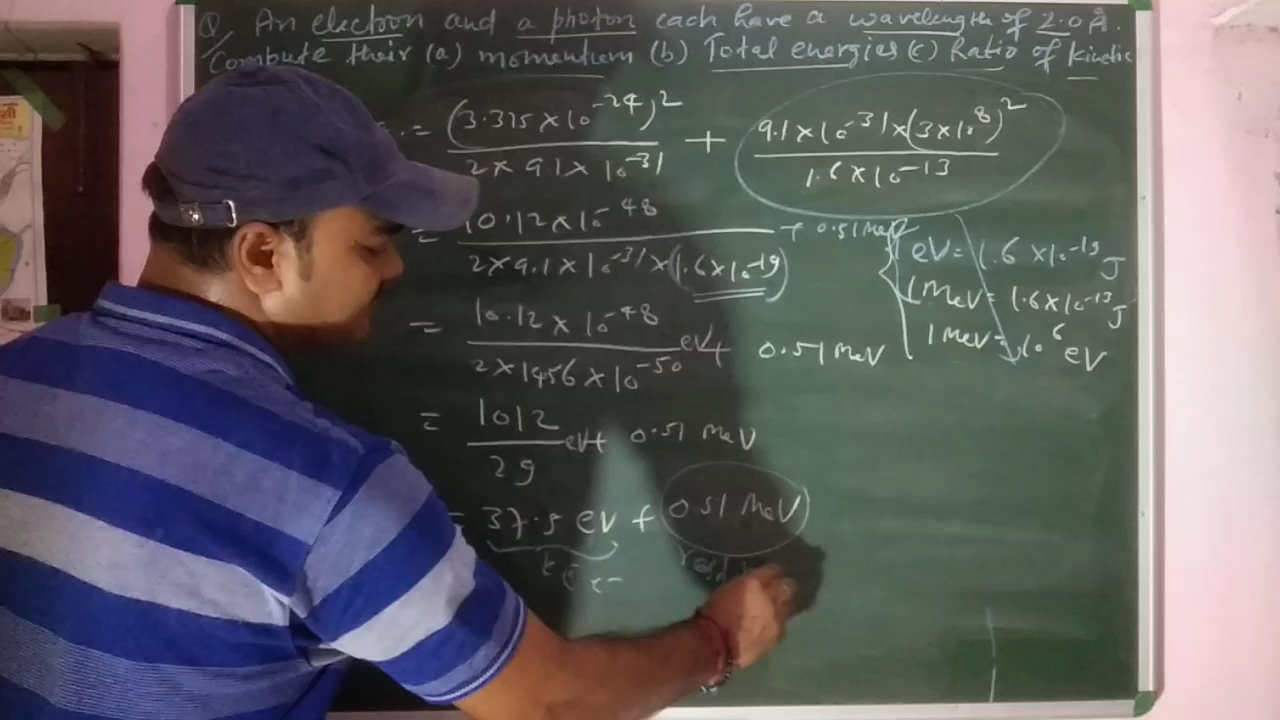 Q. An electron and a photon each have a wavelength of 2.0 Å.
Compute their (a) momentum (b) Total energies (c) Ratio of kinetic
= (3.315×10⁻²⁴)² / 2×9.1×10⁻³¹ + 9.1×10⁻³¹×(3×10⁸)² / 1.6×10⁻¹³
= 10.12×10⁻⁴⁸ / 2×9.1×10⁻³¹×(1.6×10⁻¹⁹) + 0.51 MeV
1 eV = 1.6×10⁻¹⁹ J
1 MeV = 1.6×10⁻¹³ J
1 MeV = 10⁶ eV
= 10.12×10⁻⁴⁸ / 2×1456×10⁻⁵⁰ eV + 0.51 MeV
= 1012 / 29 eV + 0.51 MeV
= 37.5 eV + 0.51 MeV